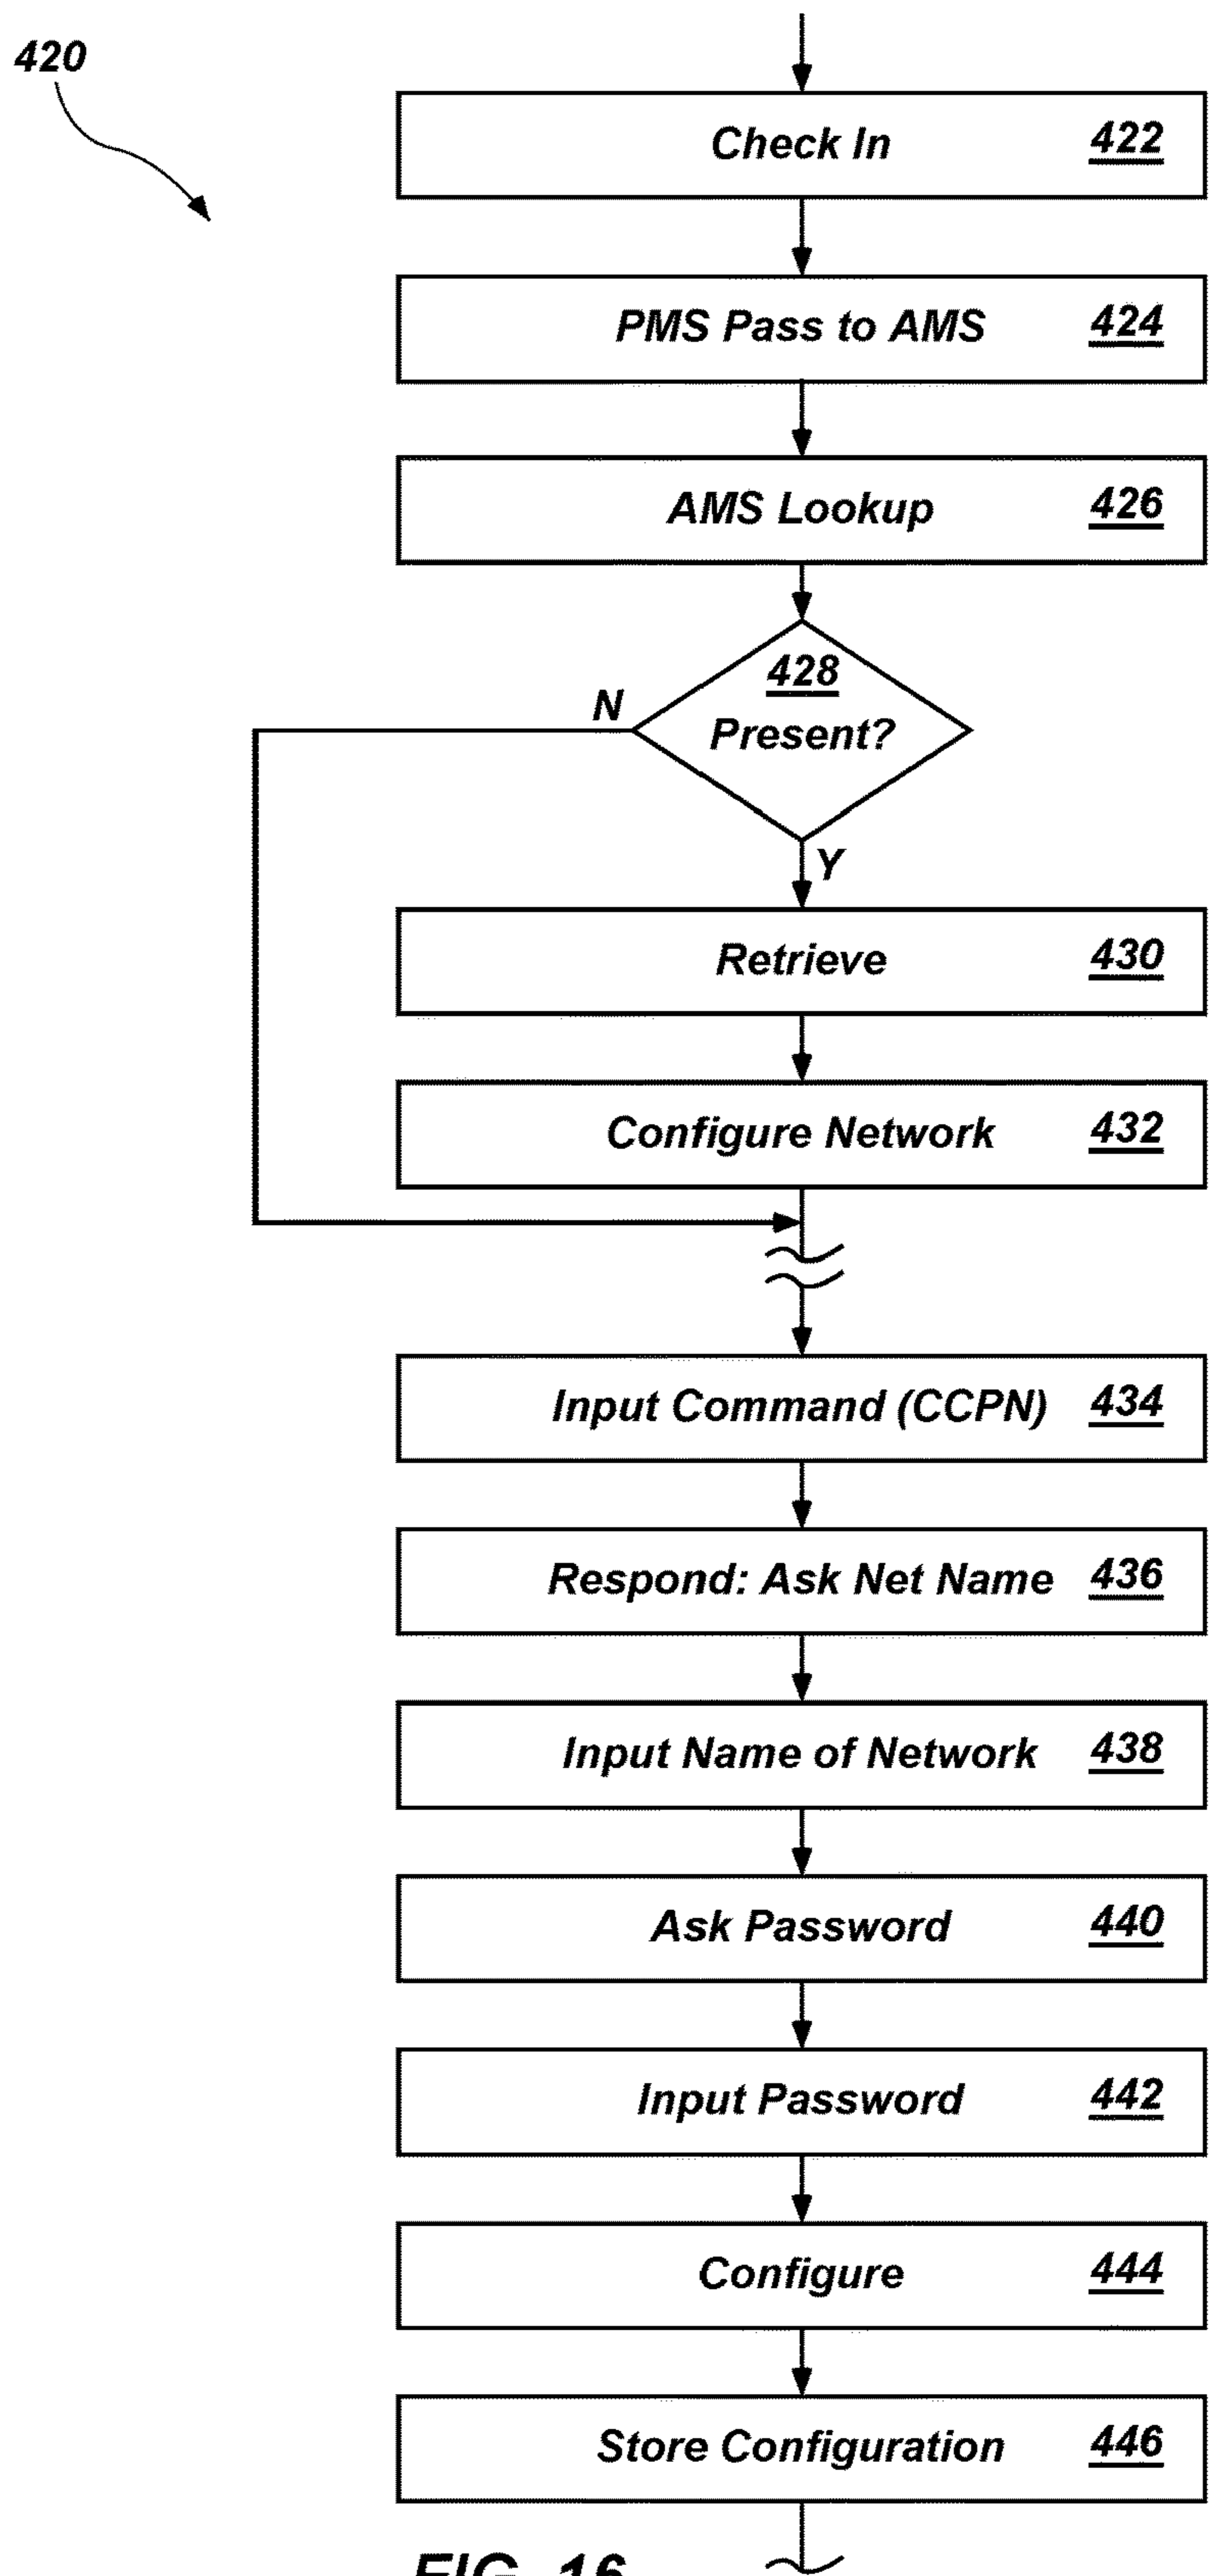 420
Check In 422
PMS Pass to AMS 424
AMS Lookup 426
428
Present?
N
Y
Retrieve 430
Configure Network 432
Input Command (CCPN) 434
Respond: Ask Net Name 436
Input Name of Network 438
Ask Password 440
Input Password 442
Configure 444
Store Configuration 446
FIG. 16